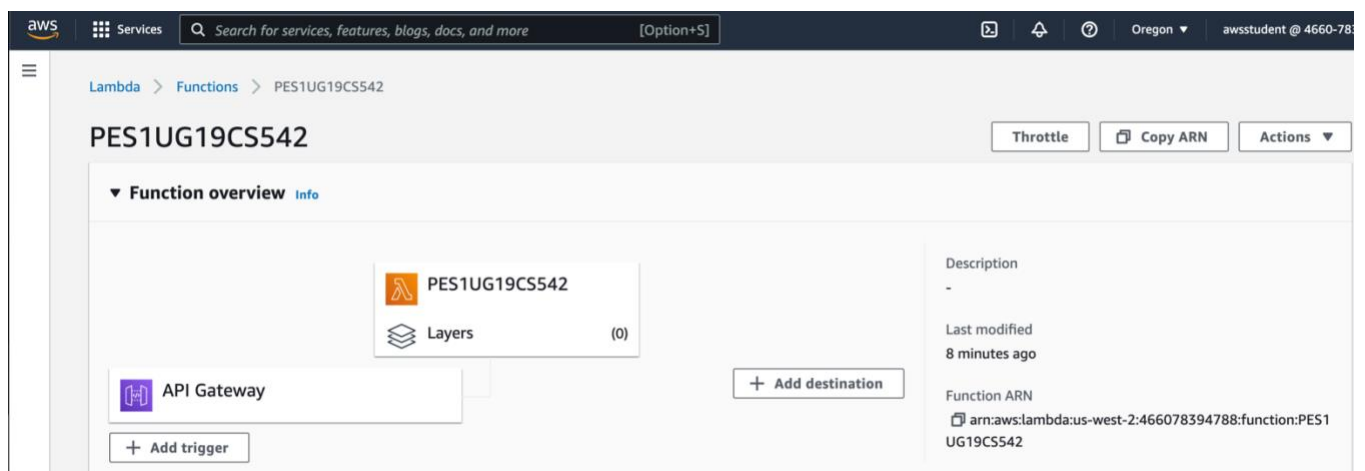 aws Services Search for services, features, blogs, docs, and more [Option+S] Oregon ▼ awsstudent @ 4660-783
Lambda > Functions > PES1UG19CS542
PES1UG19CS542
Throttle Copy ARN Actions ▼
▼ Function overview Info
PES1UG19CS542
Layers (0)
API Gateway
+ Add trigger
+ Add destination
Description
-
Last modified
8 minutes ago
Function ARN
arn:aws:lambda:us-west-2:466078394788:function:PES1
UG19CS542